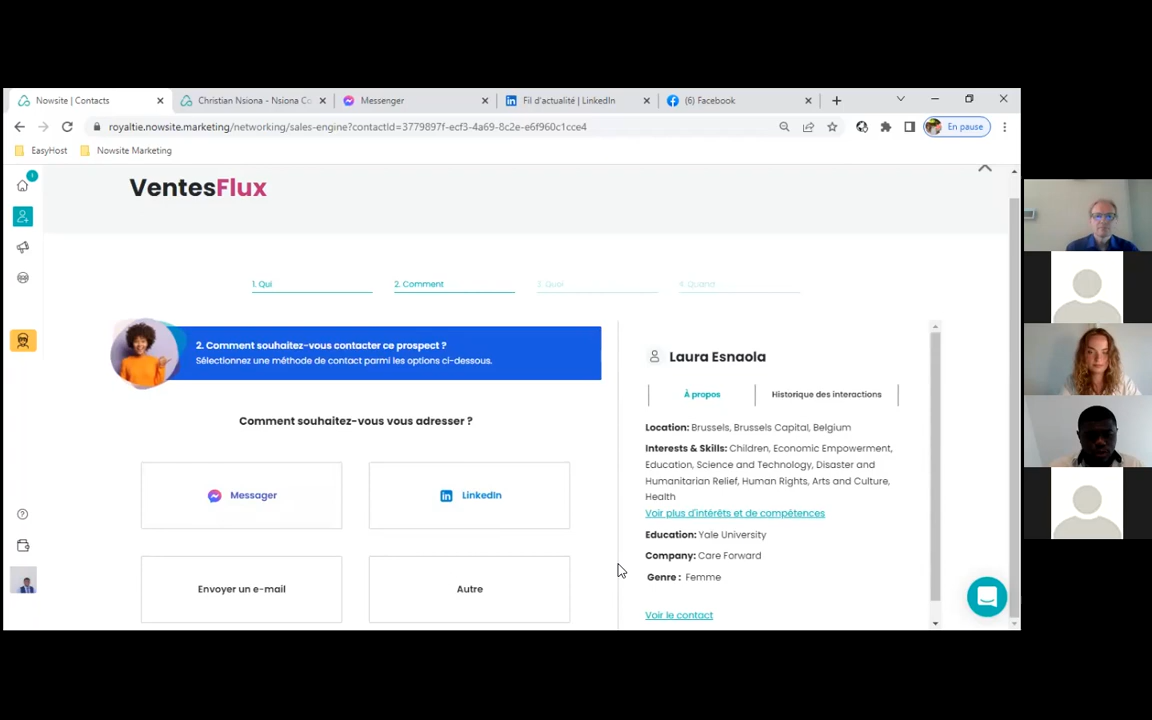 Nowsite | Contacts
Christian Nsiona - Nsiona Co
Messenger
Fil d'actualité | LinkedIn
(6) Facebook
royaltie.nowsite.marketing/networking/sales-engine?contactId=3779897f-ecf3-4a69-8c2e-e6f960c1cce4
En pause
EasyHost
Nowsite Marketing
1
VentesFlux
1. Qui
2. Comment
3. Quoi
4. Quand
2. Comment souhaitez-vous contacter ce prospect ?
Sélectionnez une méthode de contact parmi les options ci-dessous.
Comment souhaitez-vous vous adresser ?
Messager
LinkedIn
Envoyer un e-mail
Autre
Laura Esnaola
À propos
Historique des interactions
Location: Brussels, Brussels Capital, Belgium
Interests & Skills: Children, Economic Empowerment,
Education, Science and Technology, Disaster and
Humanitarian Relief, Human Rights, Arts and Culture,
Health
Voir plus d'intérêts et de compétences
Education: Yale University
Company: Care Forward
Genre : Femme
Voir le contact